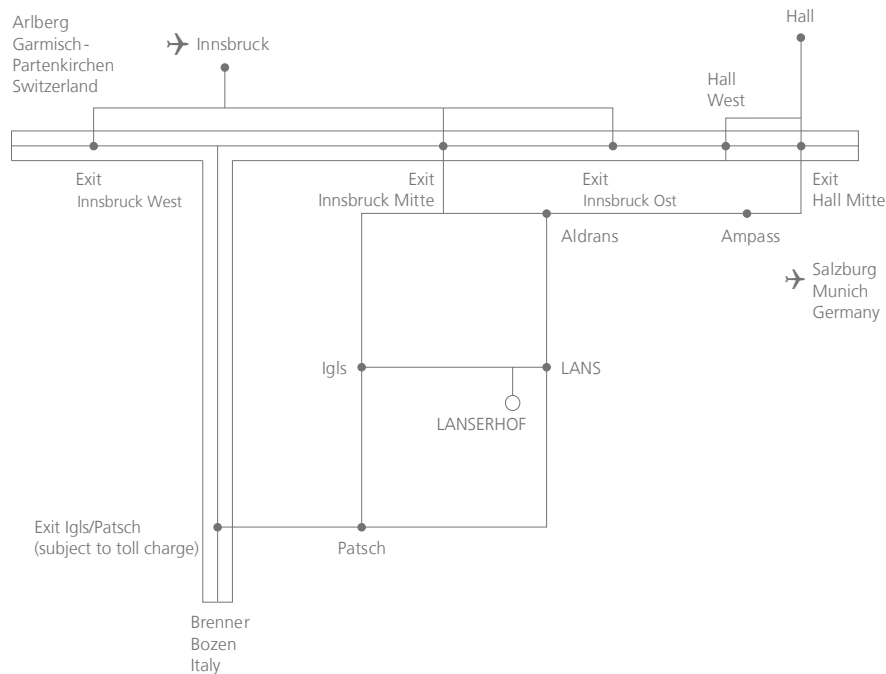 Arlberg
Garmisch-
Partenkirchen
Switzerland
Innsbruck
Hall
Hall
West
Exit
Innsbruck West
Exit
Innsbruck Mitte
Exit
Innsbruck Ost
Exit
Hall Mitte
Aldrans
Ampass
Salzburg
Munich
Germany
Igls
LANS
LANSERHOF
Exit Igls/Patsch
(subject to toll charge)
Patsch
Brenner
Bozen
Italy